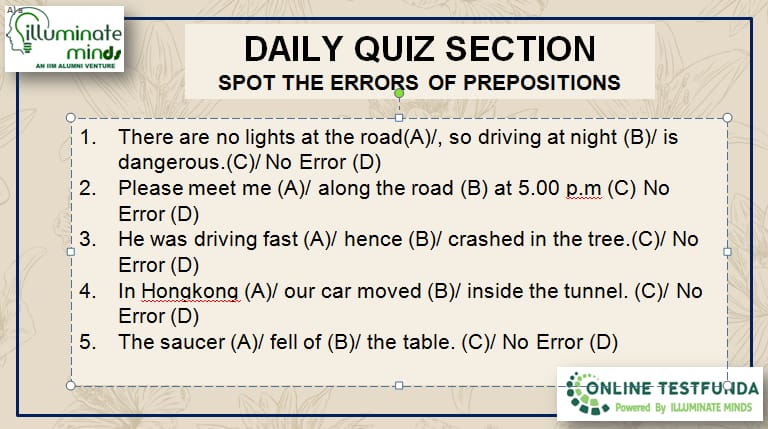 illuminate
minds
AN IIM ALUMNI VENTURE
DAILY QUIZ SECTION
SPOT THE ERRORS OF PREPOSITIONS
1. There are no lights at the road(A)/, so driving at night (B)/ is
dangerous.(C)/ No Error (D)
2. Please meet me (A)/ along the road (B) at 5.00 p.m (C) No
Error (D)
3. He was driving fast (A)/ hence (B)/ crashed in the tree.(C)/ No
Error (D)
4. In Hongkong (A)/ our car moved (B)/ inside the tunnel. (C)/ No
Error (D)
5. The saucer (A)/ fell of (B)/ the table. (C)/ No Error (D)
ONLINE TESTFUNDA
Powered By ILLUMINATE MINDS